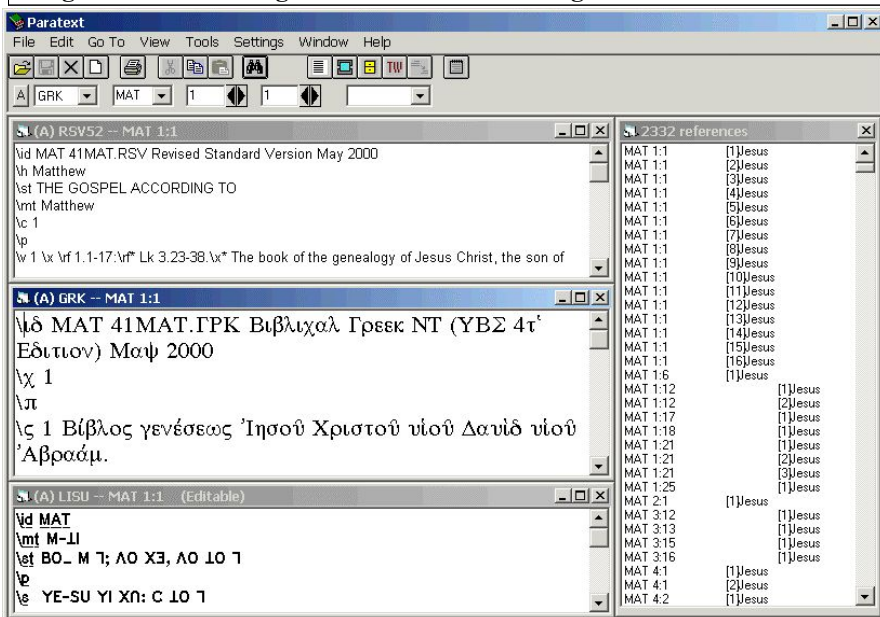 Paratext
File Edit Go To View Tools Settings Window Help
TW
A GRK MAT 1 1
(A) RSV52 -- MAT 1:1
\id MAT 41MAT.RSV Revised Standard Version May 2000
\h Matthew
\st THE GOSPEL ACCORDING TO
\mt Matthew
\c 1
\p
\v 1 \x \rf 1.1-17:\rf* Lk 3.23-38.\x* The book of the genealogy of Jesus Christ, the son of
(A) GRK -- MAT 1:1
\ιδ ΜΑΤ 41ΜΑΤ.ΓΡΚ Βιβλιχαλ Γρεεκ ΝΤ (ΥΒΣ 4τ῾
Εδιτιον) Μαψ 2000
\χ 1
\π
\ς 1 Βίβλος γενέσεως Ἰησοῦ Χριστοῦ υἱοῦ Δαυὶδ υἱοῦ
Ἀβραάμ.
(A) LISU -- MAT 1:1 (Editable)
\id MAT
\mt ꓟ-ꓕꓲ
\st ꓐꓳ_ ꓟ ꓶ; ꓥꓳ ꓫꓱ, ꓥꓳ ꓕꓳ ꓶ
\p
\s ꓬꓰ-ꓢꓴ ꓬꓲ ꓫꓵ: ꓚ ꓕꓳ ꓶ
2332 references
MAT 1:1 [1]Jesus
MAT 1:1 [2]Jesus
MAT 1:1 [3]Jesus
MAT 1:1 [4]Jesus
MAT 1:1 [5]Jesus
MAT 1:1 [6]Jesus
MAT 1:1 [7]Jesus
MAT 1:1 [8]Jesus
MAT 1:1 [9]Jesus
MAT 1:1 [10]Jesus
MAT 1:1 [11]Jesus
MAT 1:1 [12]Jesus
MAT 1:1 [13]Jesus
MAT 1:1 [14]Jesus
MAT 1:1 [15]Jesus
MAT 1:1 [16]Jesus
MAT 1:6 [1]Jesus
MAT 1:12 [1]Jesus
MAT 1:12 [2]Jesus
MAT 1:17 [1]Jesus
MAT 1:18 [1]Jesus
MAT 1:21 [1]Jesus
MAT 1:21 [2]Jesus
MAT 1:21 [3]Jesus
MAT 1:25 [1]Jesus
MAT 2:1 [1]Jesus
MAT 3:12 [1]Jesus
MAT 3:13 [1]Jesus
MAT 3:15 [1]Jesus
MAT 3:16 [1]Jesus
MAT 4:1 [1]Jesus
MAT 4:1 [2]Jesus
MAT 4:2 [1]Jesus